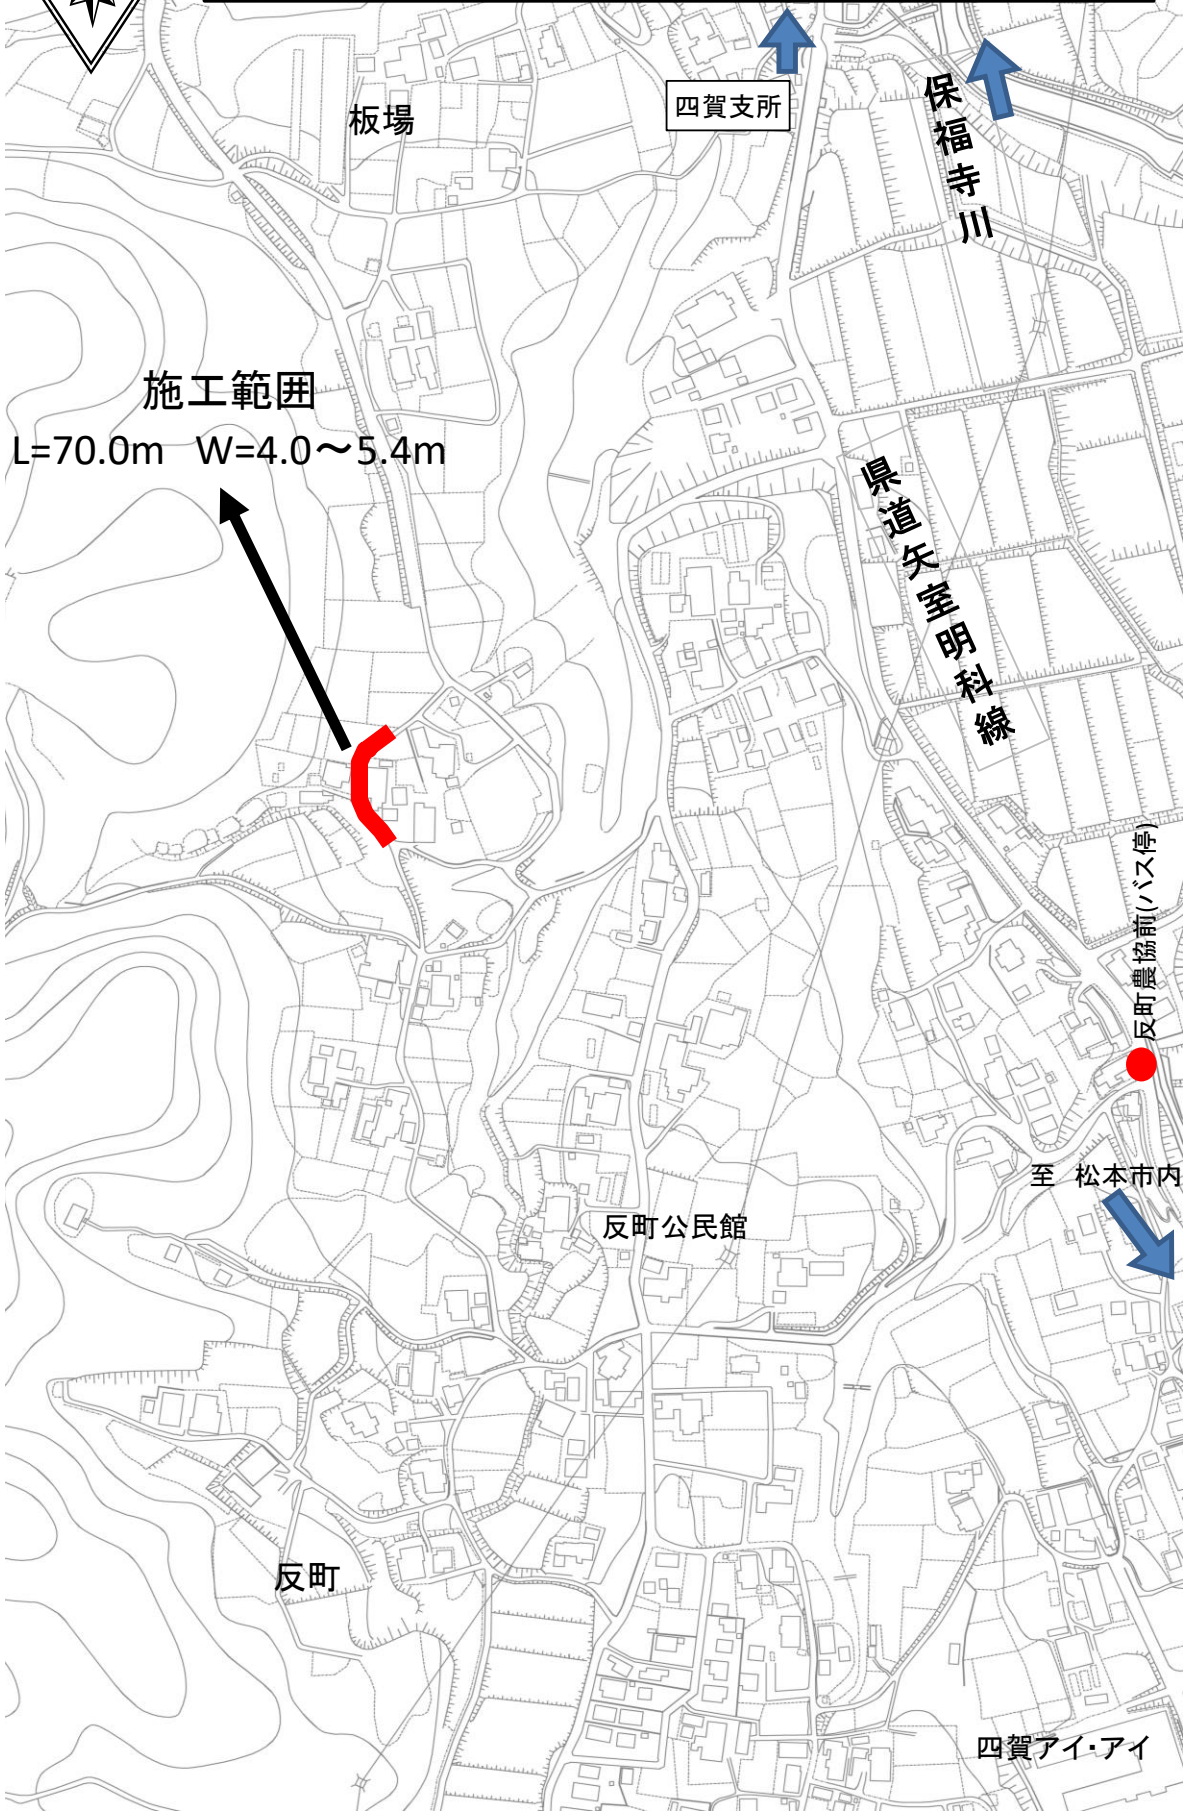 四賀支所
板場
保福寺川
施工範囲
L=70.0m W=4.0～5.4m
県道矢室明科線
反町農協前(バス停)
至 松本市内
反町公民館
反町
四賀アイ・アイ